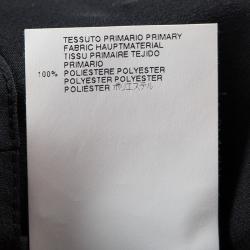 TESSUTO PRIMARIO PRIMARY
FABRIC HAUPTMATERIAL
TISSU PRIMAIRE TEJIDO
PRIMARIO
100% POLIESTERE POLYESTER
POLYESTER POLYESTER
POLIESTER ポリエステル